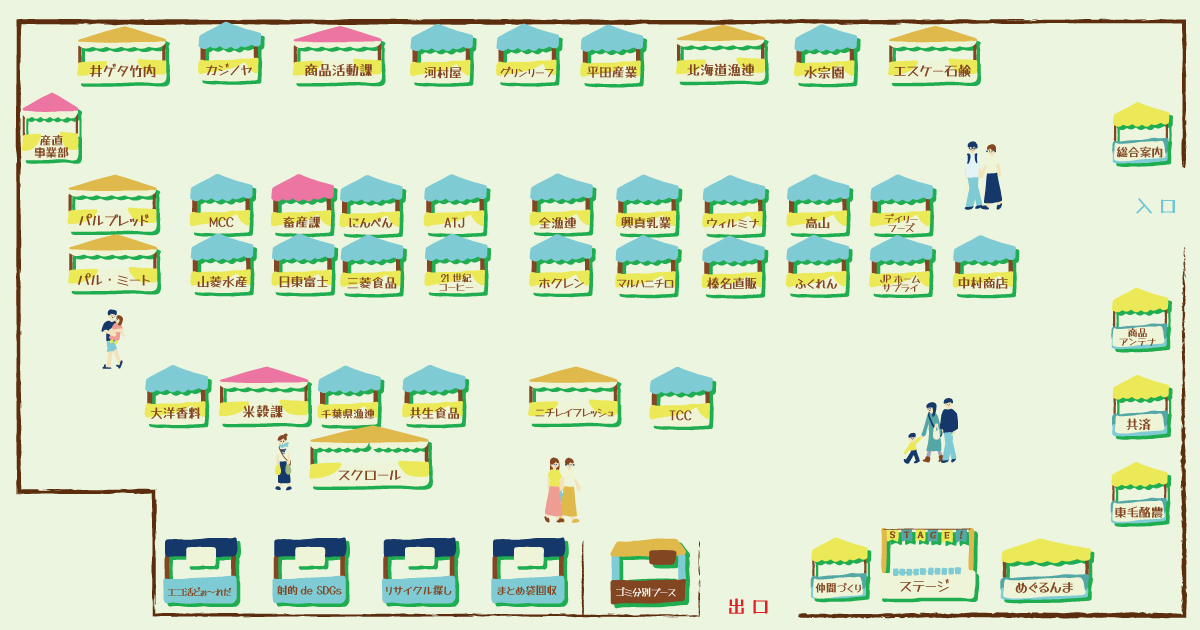 井ゲタ竹内
カジノヤ
商品活動課
河村屋
グリンリーフ
平田産業
北海道漁連
水宗園
エスケー石鹸
産直
事業部
総合案内
入口
パルブレッド
MCC
畜産課
にんべん
ATJ
全漁連
興真乳業
ウィルミナ
高山
デイリー
フーズ
パル・ミート
山菱水産
日東富士
三菱食品
21世紀
コーヒー
ホクレン
マルハニチロ
榛名直販
ふくれん
JPホーム
サプライ
中村商店
商品
アンテナ
大洋香料
米穀課
千葉県漁連
共生食品
ニチレイフレッシュ
TCC
共済
スクロール
東毛酪農
STAGE!
エコ活どぉ〜れだ
射的 de SDGs
リサイクル探し
まとめ袋回収
ゴミ分別ブース
出口
仲間づくり
ステージ
めぐるんま